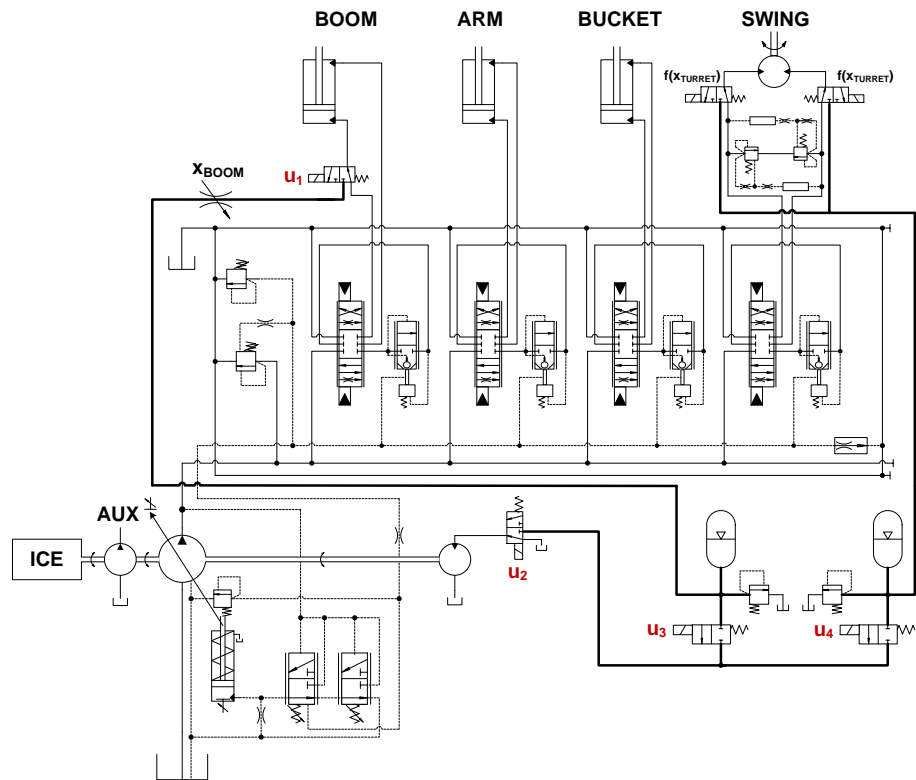 BOOM ARM BUCKET SWING
f(xTURRET) f(xTURRET)
xBOOM
u1
AUX
ICE
u2
u3 u4